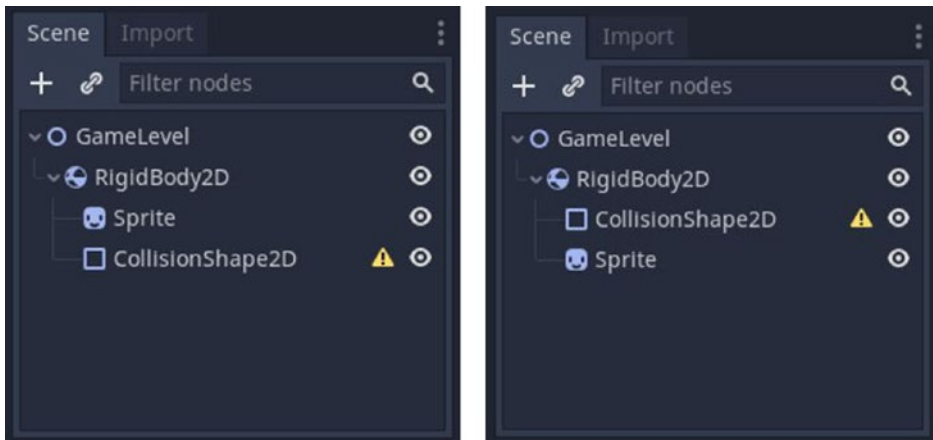 Scene Import
Filter nodes
GameLevel
RigidBody2D
Sprite
CollisionShape2D
Scene Import
Filter nodes
GameLevel
RigidBody2D
CollisionShape2D
Sprite